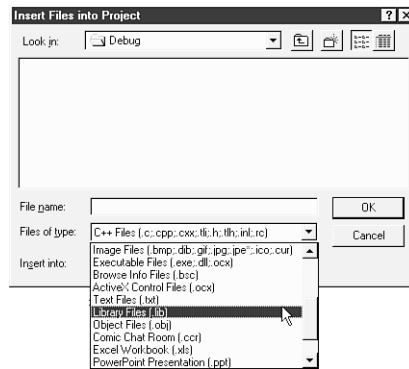 Insert Files into Project
Look in: Debug
File name: OK
Files of type: C++ Files (.c;.cpp;.cxx;.tli;.h;.tlh;.inl;.rc) Cancel
Image Files (.bmp;.dib;.gif;.jpg;.jpe*;.ico;.cur)
Executable Files (.exe;.dll;.ocx)
Insert into: Browse Info Files (.bsc)
ActiveX Control Files (.ocx)
Text Files (.txt)
Library Files (.lib)
Object Files (.obj)
Comic Chat Room (.ccr)
Excel Workbook (.xls)
PowerPoint Presentation (.ppt)